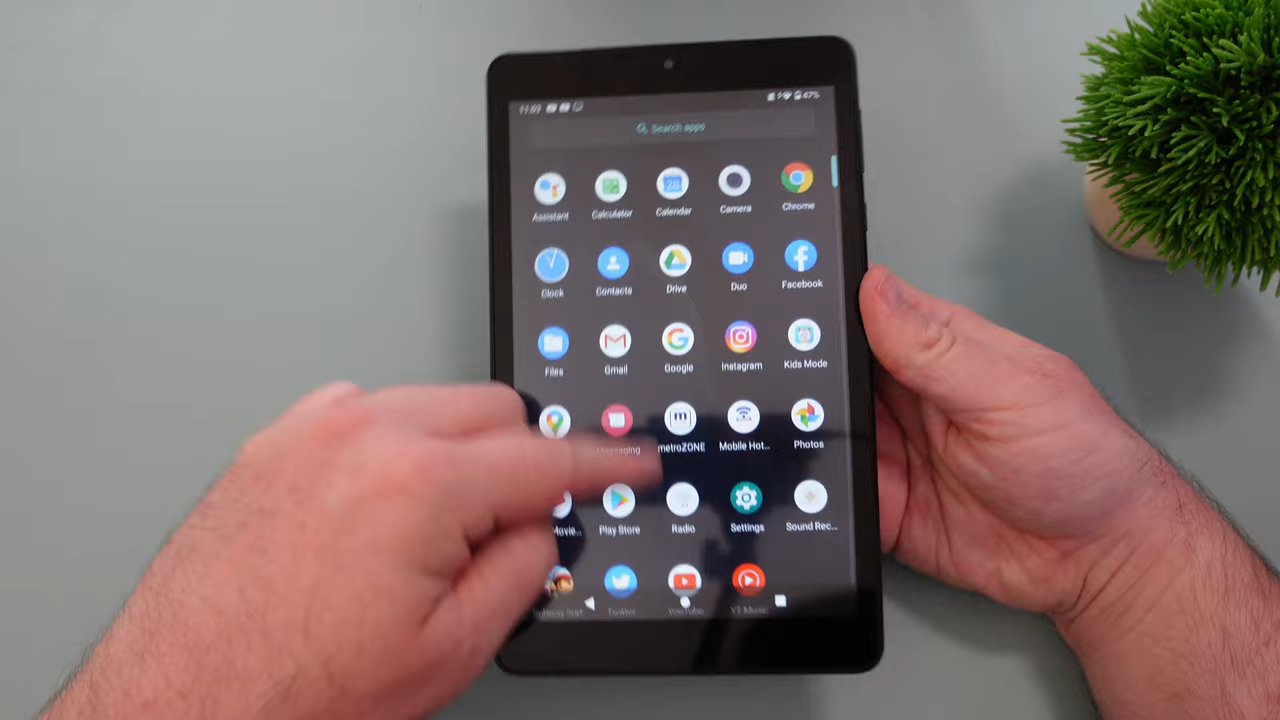 47%
Search apps
Assistant Calculator Calendar Camera Chrome
Clock Contacts Drive Duo Facebook
Files Gmail Google Instagram Kids Mode
Messaging metroZONE Mobile Hot... Photos
Movie... Play Store Radio Settings Sound Rec...
Twitter YouTube YT Music